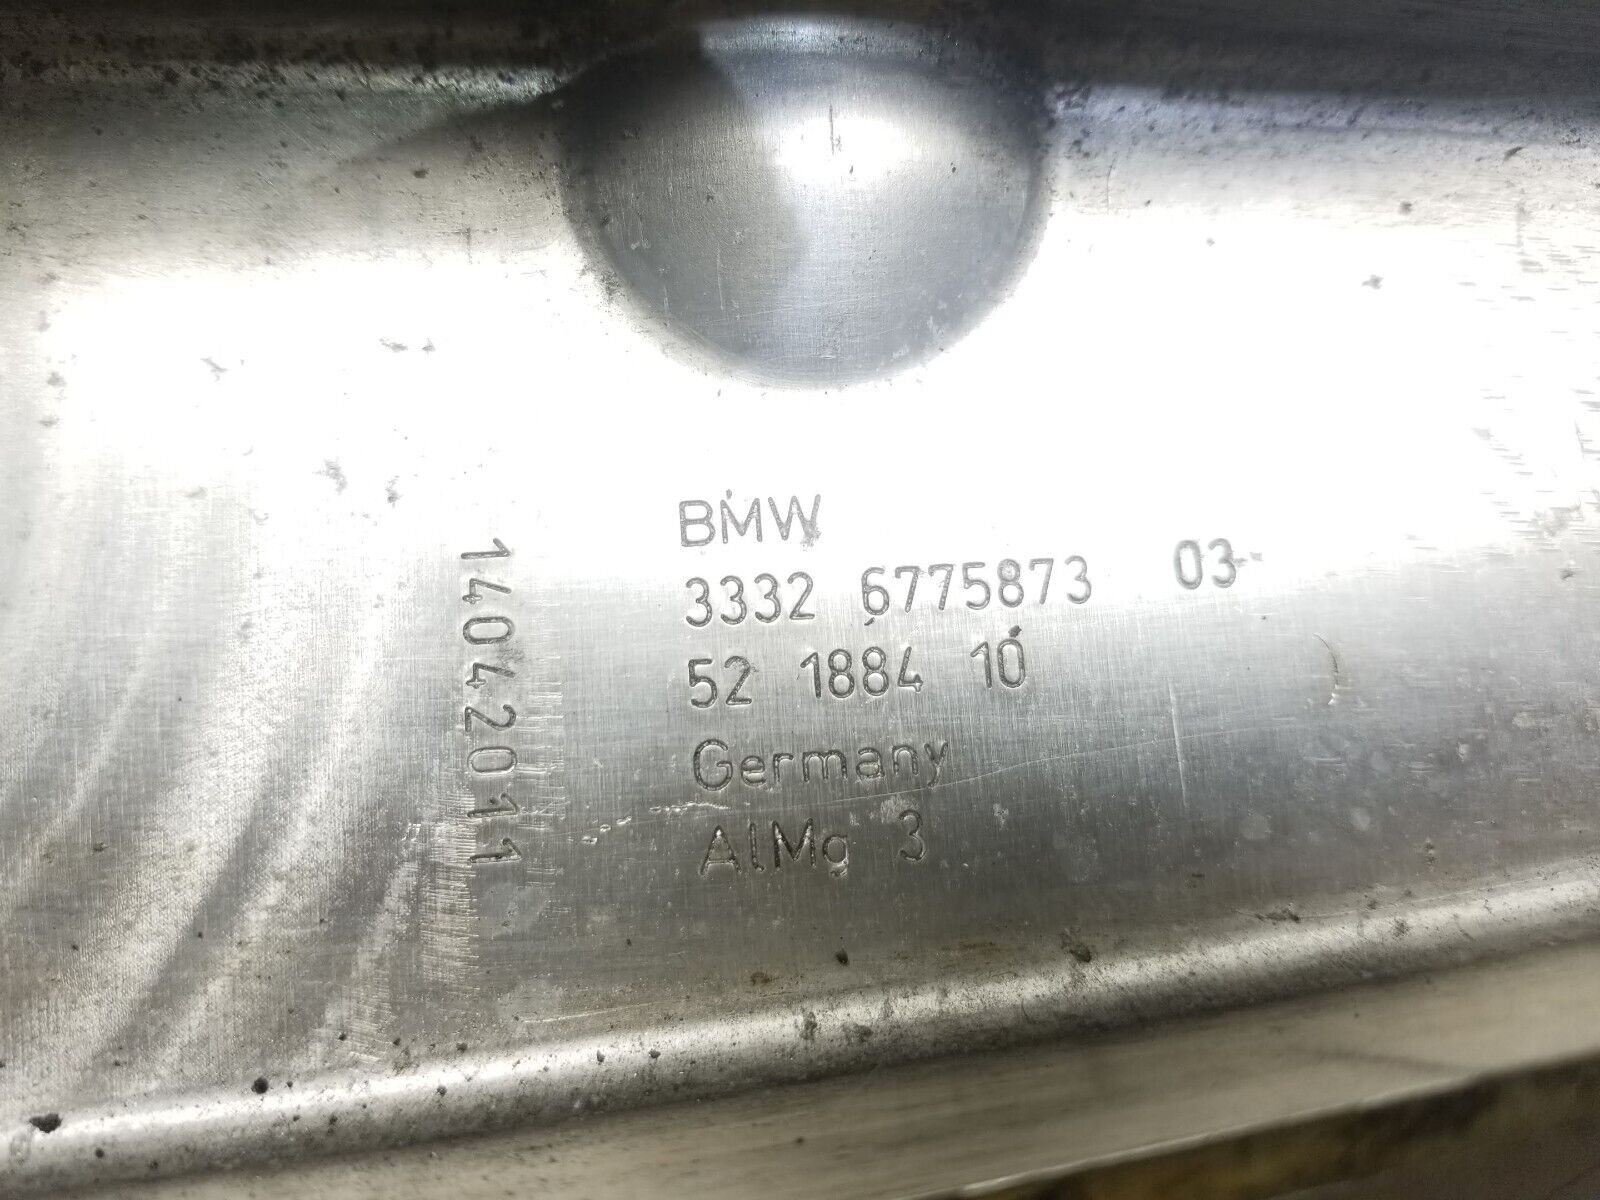 BMW
3332 6775873 03
52 1884 10
Germany
AlMg 3
14042011